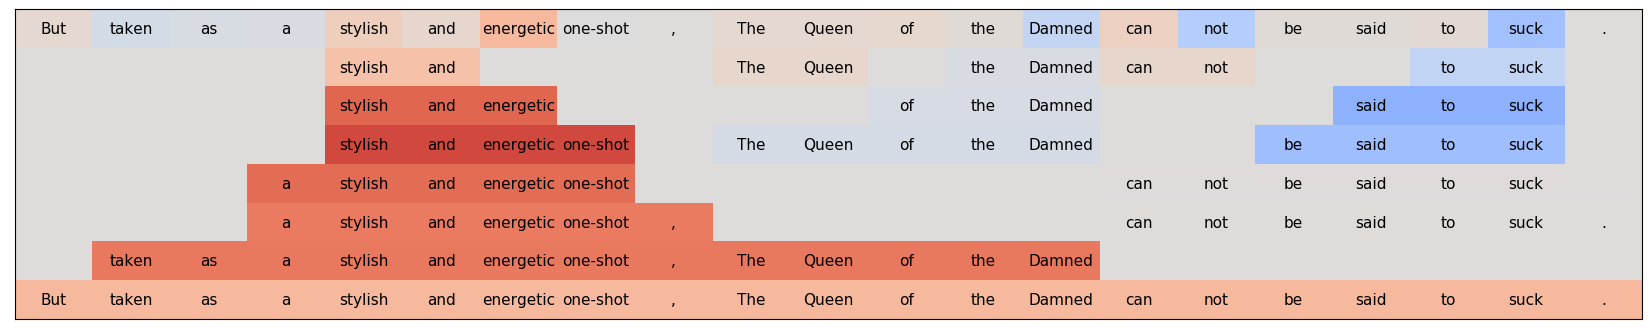 But taken as a stylish and energetic one-shot , The Queen of the Damned can not be said to suck .
stylish and The Queen the Damned can not to suck
stylish and energetic of the Damned said to suck
stylish and energetic one-shot The Queen of the Damned be said to suck
a stylish and energetic one-shot can not be said to suck
a stylish and energetic one-shot , can not be said to suck .
taken as a stylish and energetic one-shot , The Queen of the Damned
But taken as a stylish and energetic one-shot , The Queen of the Damned can not be said to suck .